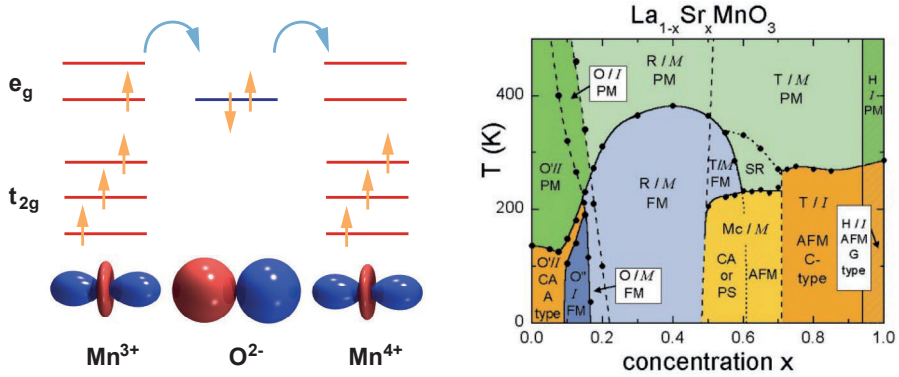 e_g
t_2g
Mn³⁺
O²⁻
Mn⁴⁺
La₁₋ₓSrₓMnO₃
T (K)
400
200
0
0.0
0.2
0.4
0.6
0.8
1.0
concentration x
O / I
PM
R / M
PM
T / M
PM
H
I
PM
O'/I
PM
R / M
FM
T/M
FM
SR
T / I
AFM
C-
type
H / I
AFM
G
type
Mc / M
CA
or
PS
AFM
O'/I
CA
A
type
O''
I
FM
O / M
FM